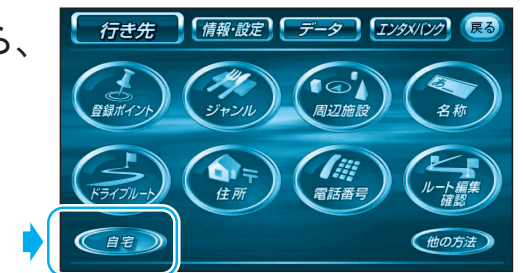 ら、
行き先 情報・設定 データ エンタメバンク 戻る
登録ポイント ジャンル 周辺施設 名称
ドライブルート 住所 電話番号 ルート編集
確認
自宅 他の方法